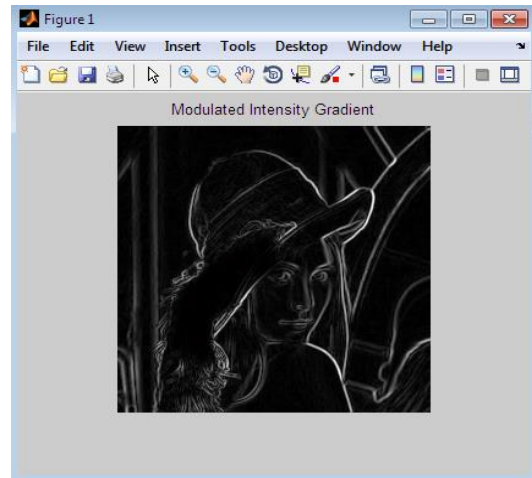 Figure 1
File Edit View Insert Tools Desktop Window Help
Modulated Intensity Gradient